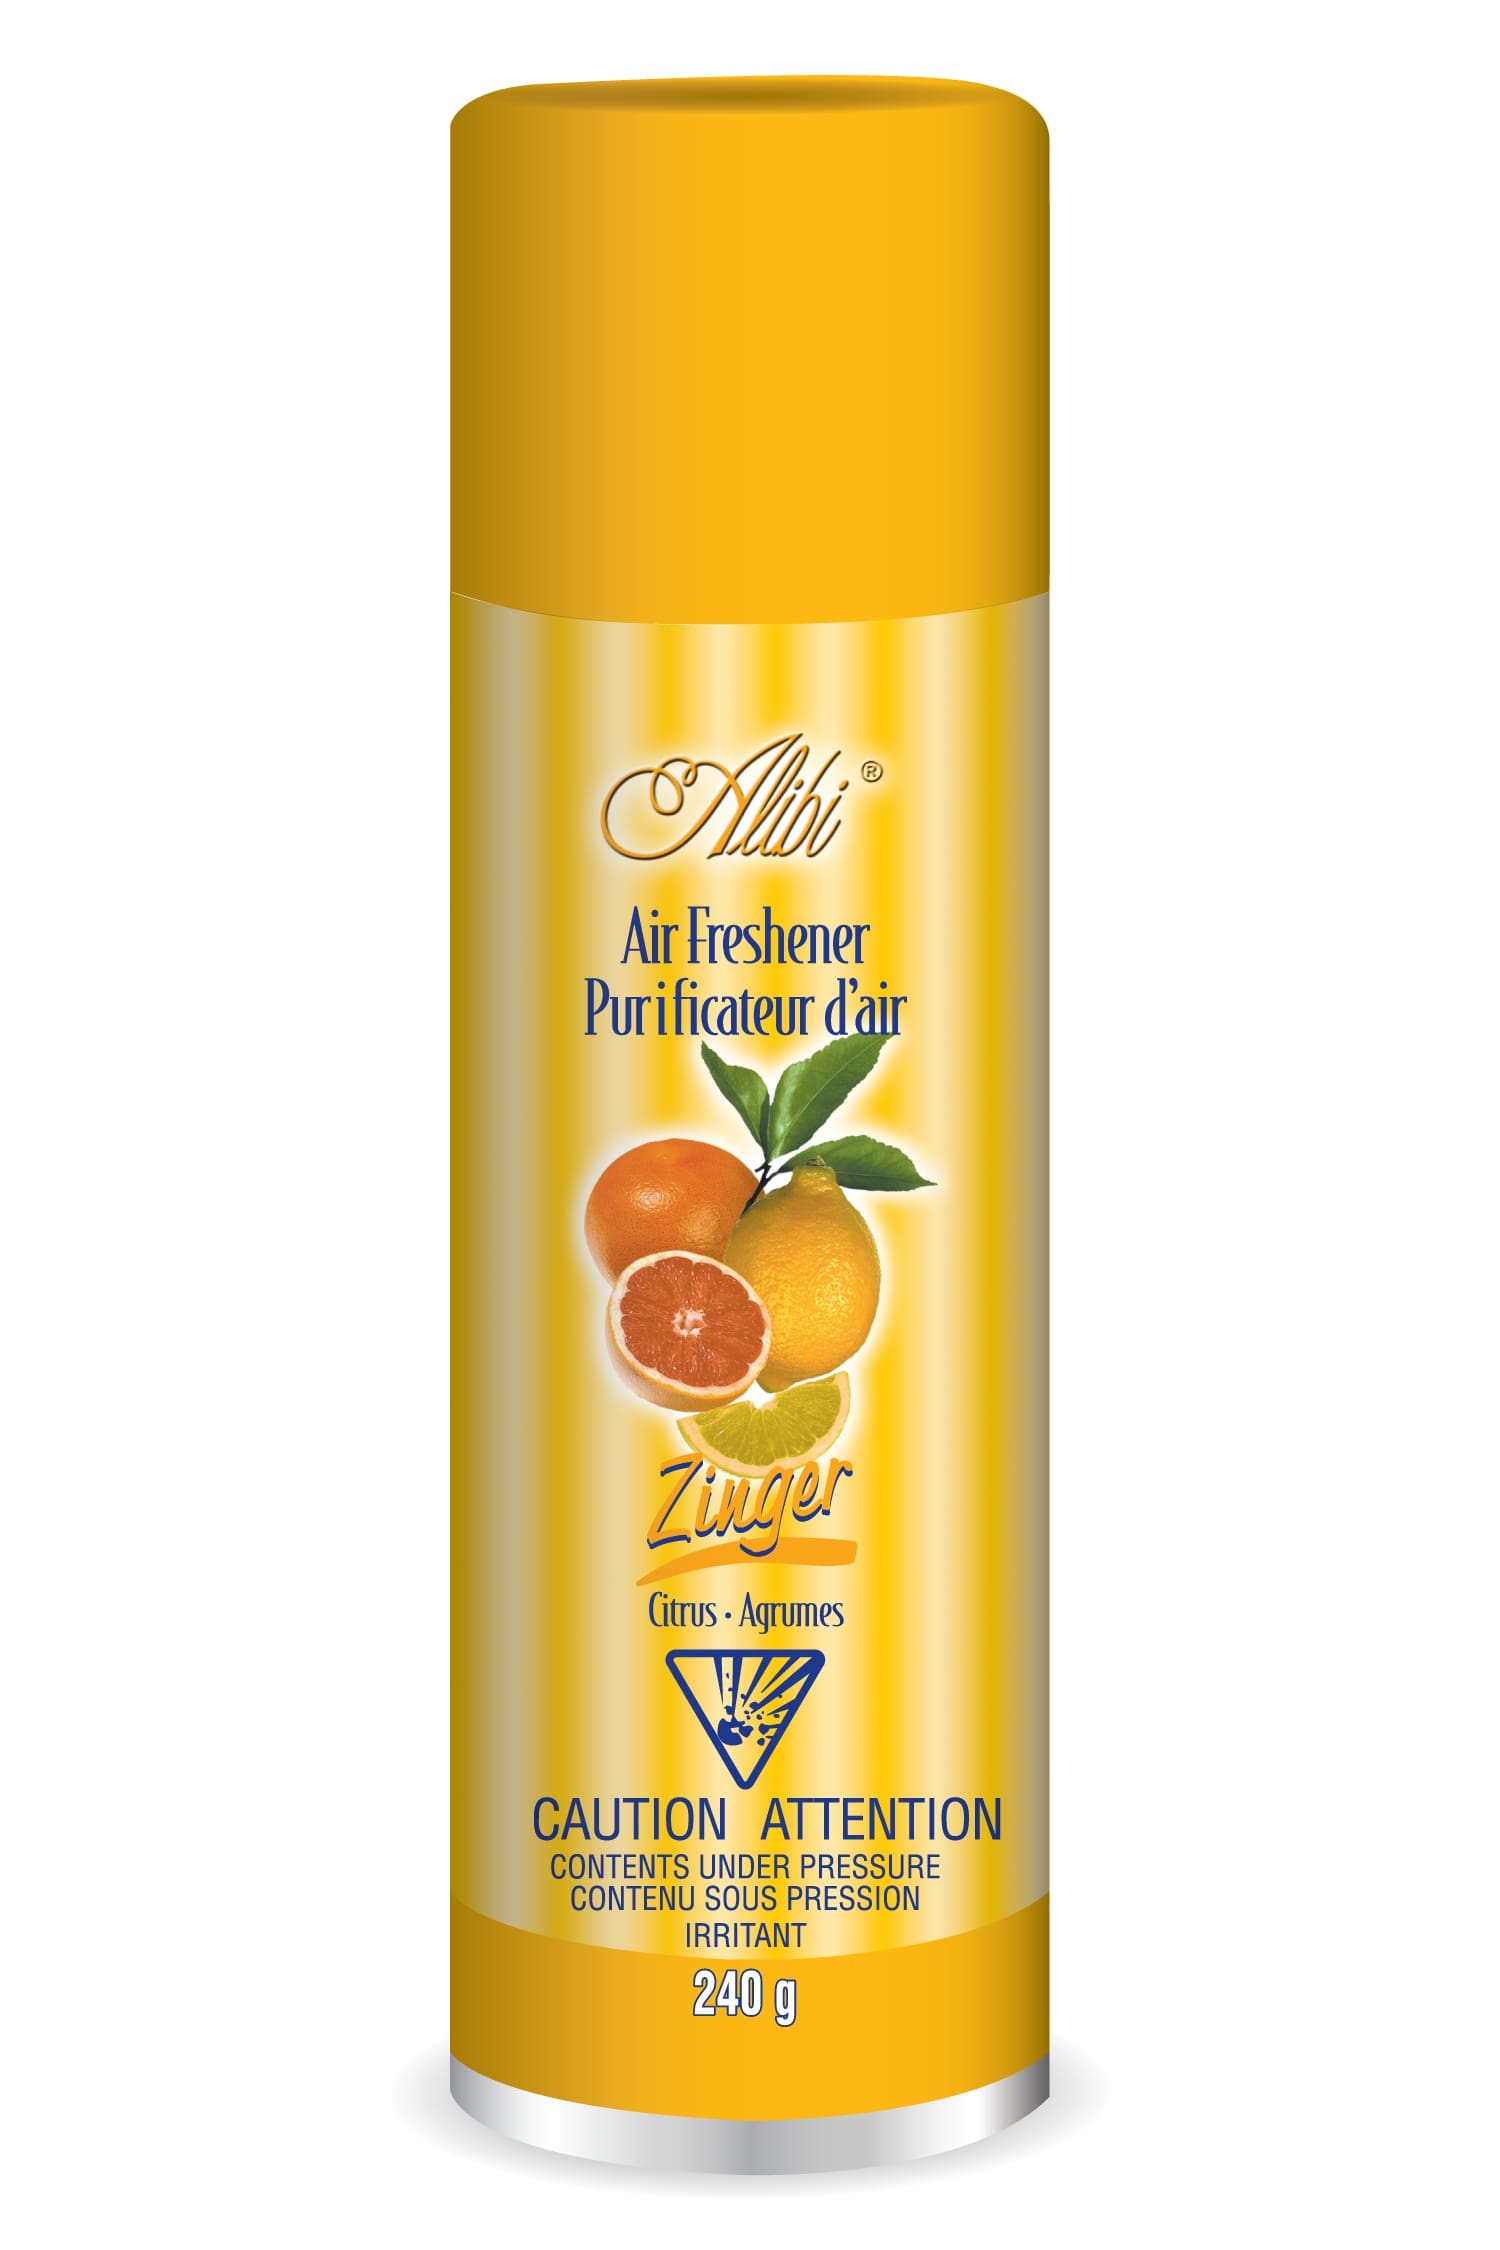 Alibi ®
Air Freshener
Purificateur d'air
Zinger
Citrus • Agrumes
CAUTION ATTENTION
CONTENTS UNDER PRESSURE
CONTENU SOUS PRESSION
IRRITANT
240 g